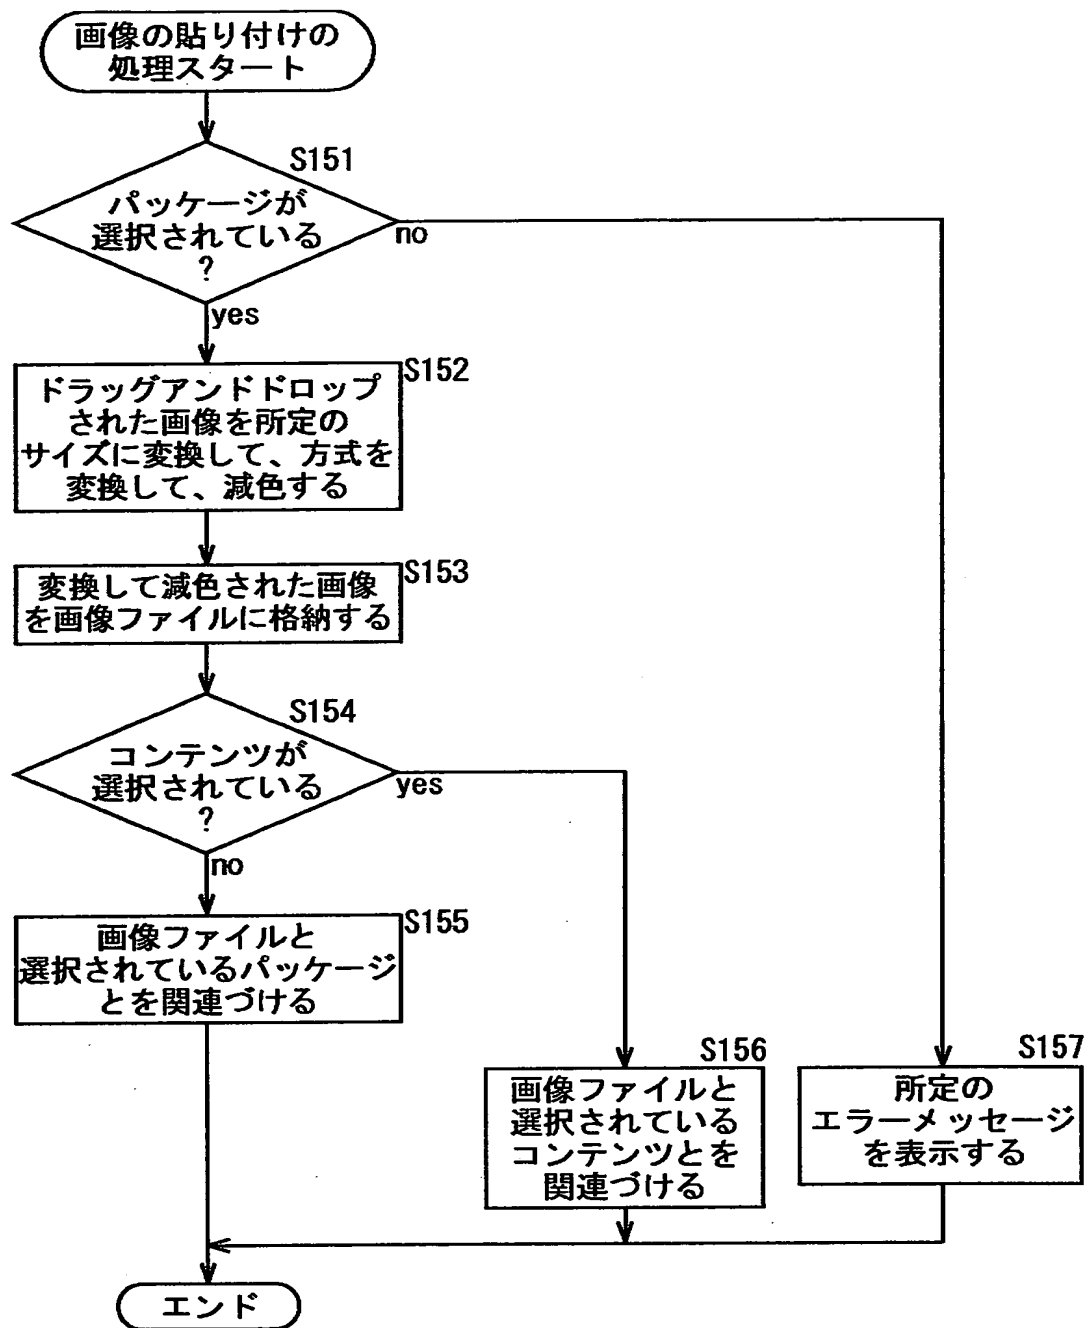 画像の貼り付けの
処理スタート
S151
パッケージが
選択されている
?
no
yes
S152
ドラッグアンドドロップ
された画像を所定の
サイズに変換して、方式を
変換して、減色する
S153
変換して減色された画像
を画像ファイルに格納する
S154
コンテンツが
選択されている
?
yes
no
S155
画像ファイルと
選択されているパッケージ
とを関連づける
S156
画像ファイルと
選択されている
コンテンツとを
関連づける
S157
所定の
エラーメッセージ
を表示する
エンド